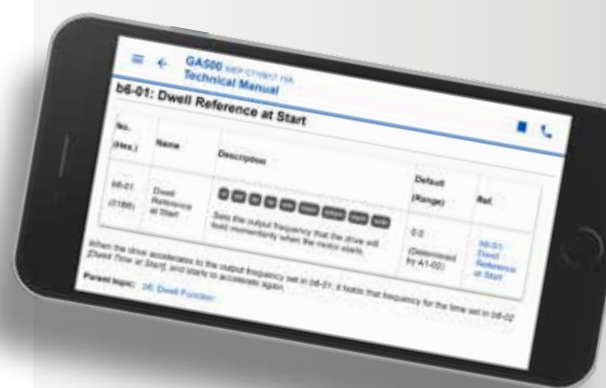 GA500
Technical Manual
b6-01: Dwell Reference at Start
No.
(Hex.)
Name
Description
Default
(Range)
Ref.
b6-01
Dwell
Reference
at Start
Sets the output frequency that the drive will
hold momentarily when the motor starts.
0.0
(Determined
by A1-02)
b6-01
Dwell
Reference
at Start
When the drive accelerates to the output frequency set in b6-01, it holds that frequency for the time set in b6-02
[Dwell Time at Start], and starts to accelerate again.
Parent topic: b6: Dwell Function